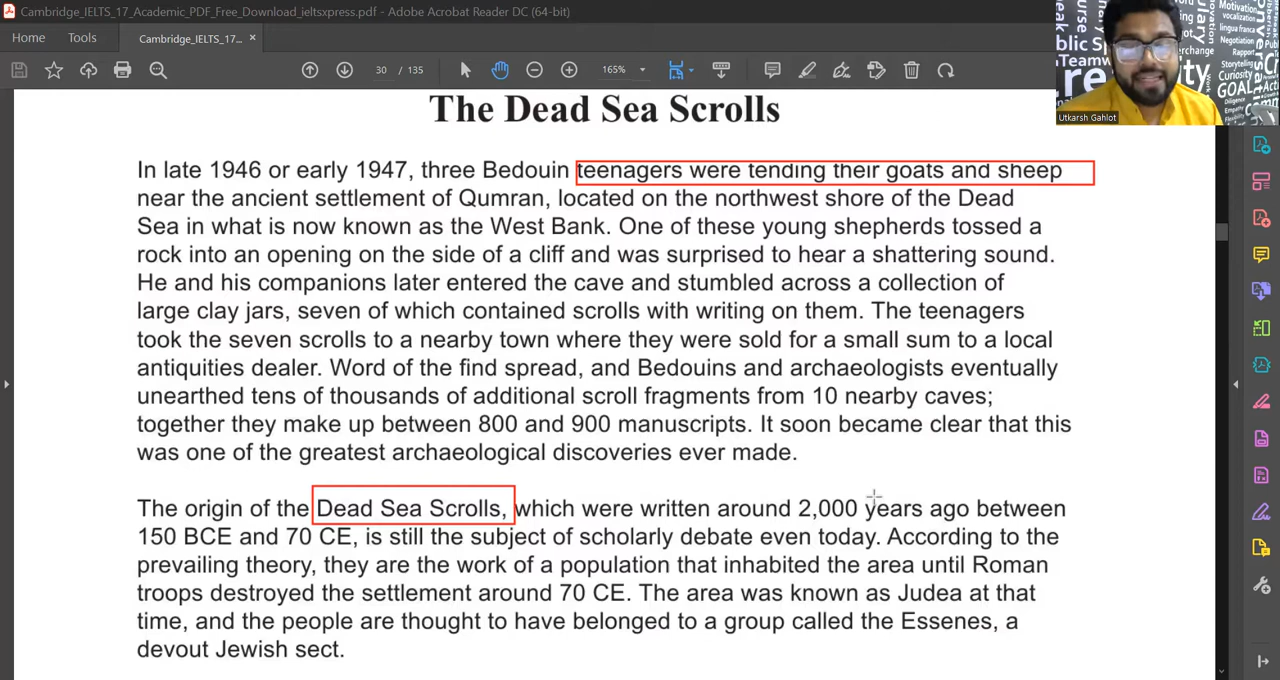 Cambridge_IELTS_17_Academic_PDF_Free_Download_ieltsxpress.pdf - Adobe Acrobat Reader DC (64-bit)
Home Tools Cambridge_IELTS_17... ×
30 / 135 165%
The Dead Sea Scrolls
In late 1946 or early 1947, three Bedouin teenagers were tending their goats and sheep
near the ancient settlement of Qumran, located on the northwest shore of the Dead
Sea in what is now known as the West Bank. One of these young shepherds tossed a
rock into an opening on the side of a cliff and was surprised to hear a shattering sound.
He and his companions later entered the cave and stumbled across a collection of
large clay jars, seven of which contained scrolls with writing on them. The teenagers
took the seven scrolls to a nearby town where they were sold for a small sum to a local
antiquities dealer. Word of the find spread, and Bedouins and archaeologists eventually
unearthed tens of thousands of additional scroll fragments from 10 nearby caves;
together they make up between 800 and 900 manuscripts. It soon became clear that this
was one of the greatest archaeological discoveries ever made.
The origin of the Dead Sea Scrolls, which were written around 2,000 years ago between
150 BCE and 70 CE, is still the subject of scholarly debate even today. According to the
prevailing theory, they are the work of a population that inhabited the area until Roman
troops destroyed the settlement around 70 CE. The area was known as Judea at that
time, and the people are thought to have belonged to a group called the Essenes, a
devout Jewish sect.
Motivation
vocalization
lingua franca
Negotiation
Rapport
Storytelling
Curiosity
GOAL
Diligence
Empathy
Utkarsh Gahlot